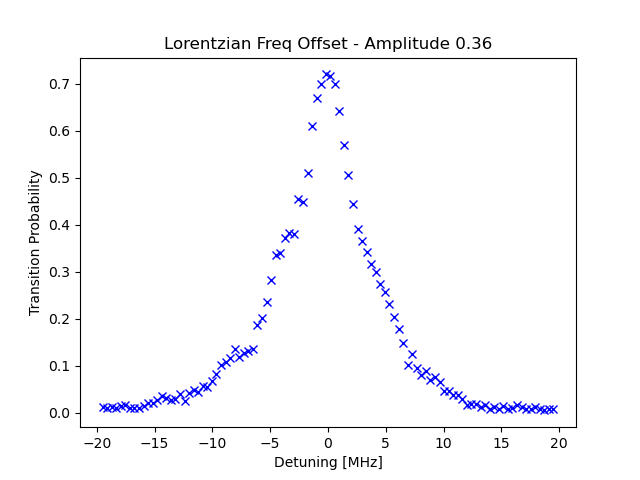 Lorentzian Freq Offset - Amplitude 0.36
Transition Probability
0.7
0.6
0.5
0.4
0.3
0.2
0.1
0.0
−20 −15 −10 −5 0 5 10 15 20
Detuning [MHz]